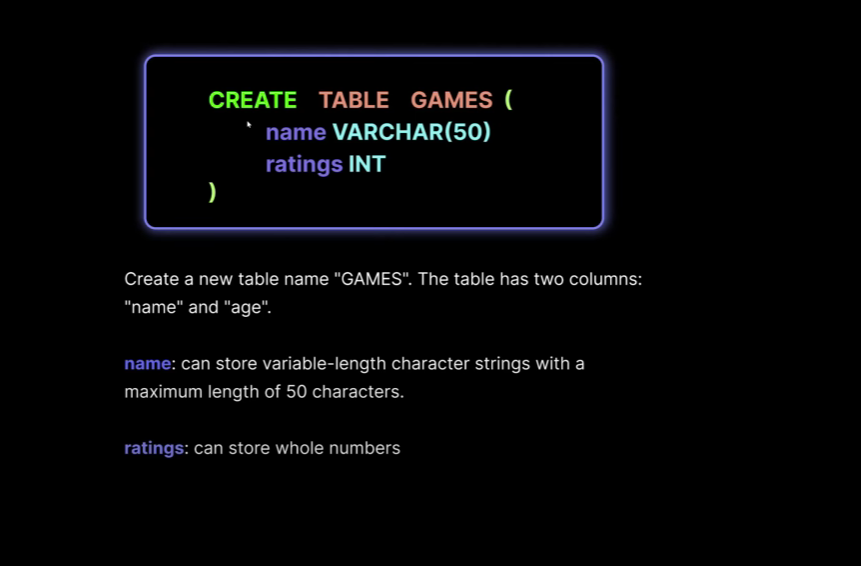 CREATE TABLE GAMES (
name VARCHAR(50)
ratings INT
)
Create a new table name "GAMES". The table has two columns:
"name" and "age".
name: can store variable-length character strings with a
maximum length of 50 characters.
ratings: can store whole numbers